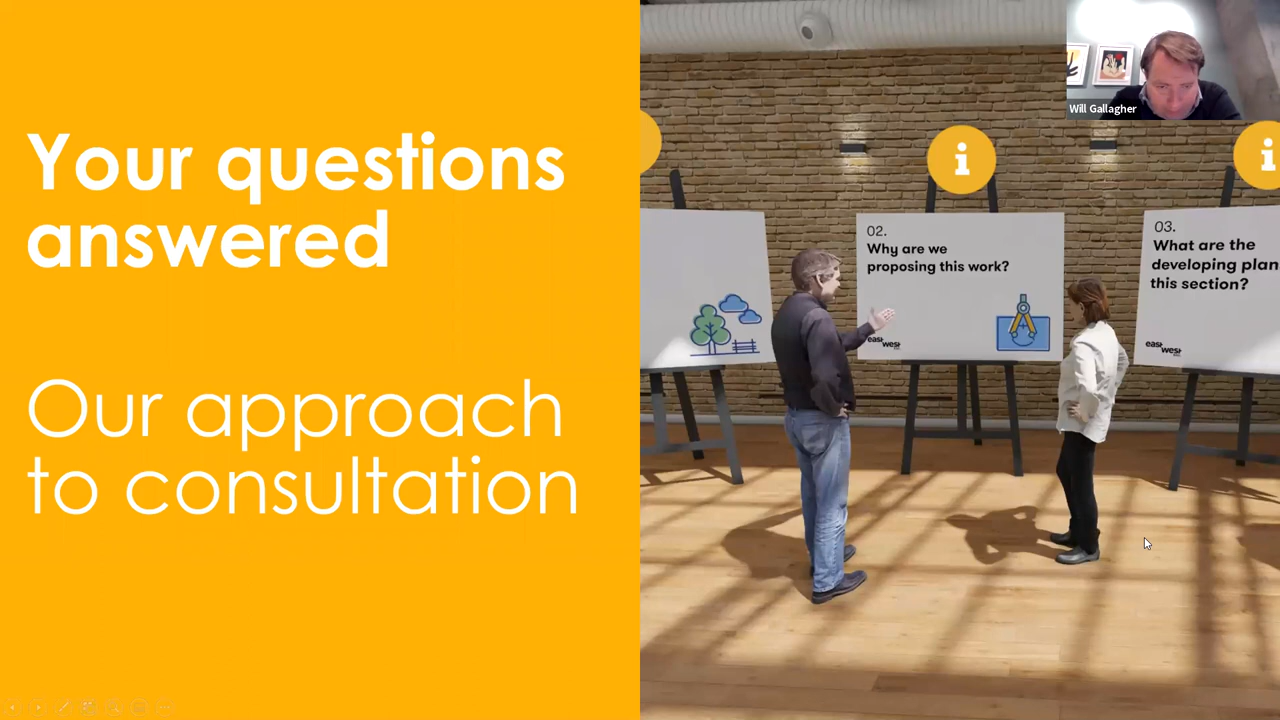 Your questions
answered
Our approach
to consultation
Will Gallagher
i
i
02.
Why are we
proposing this work?
east
west
03.
What are the
developing plan
this section?
east
west